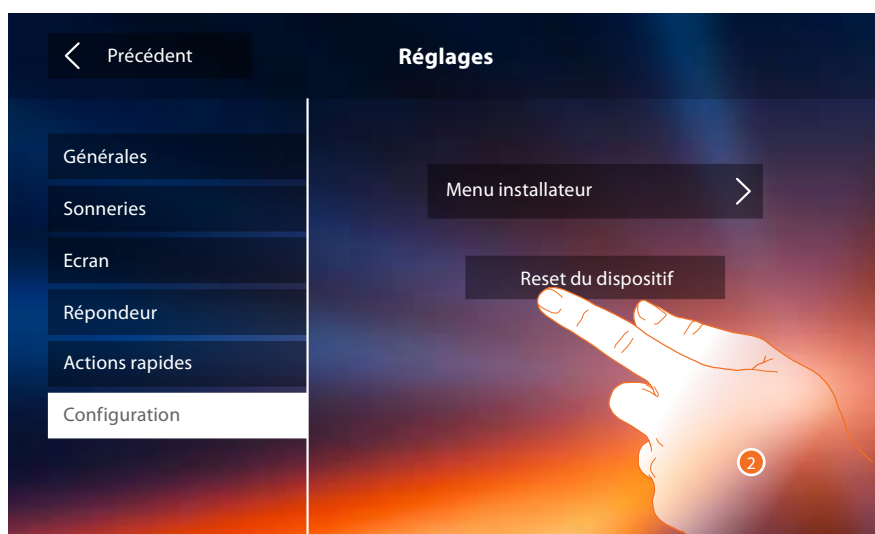 Précédent
Réglages
Générales
Sonneries
Ecran
Répondeur
Actions rapides
Configuration
Menu installateur
Reset du dispositif
2